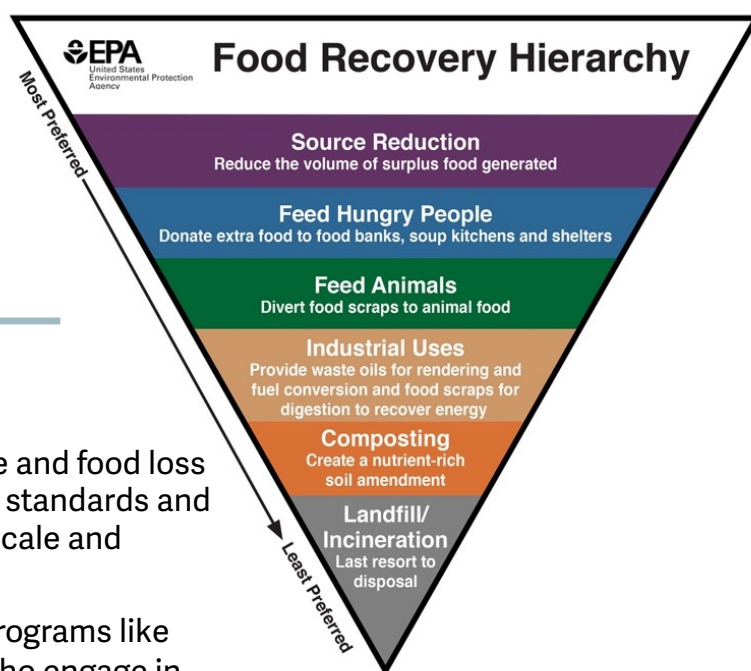 EPA
United States
Environmental Protection
Agency
Food Recovery Hierarchy
Most Preferred
Source Reduction
Reduce the volume of surplus food generated
Feed Hungry People
Donate extra food to food banks, soup kitchens and shelters
Feed Animals
Divert food scraps to animal food
Industrial Uses
Provide waste oils for rendering and
fuel conversion and food scraps for
digestion to recover energy
Composting
Create a nutrient-rich
soil amendment
Landfill/
Incineration
Last resort to
disposal
Least Preferred
and food loss
standards and
and
like
engage in